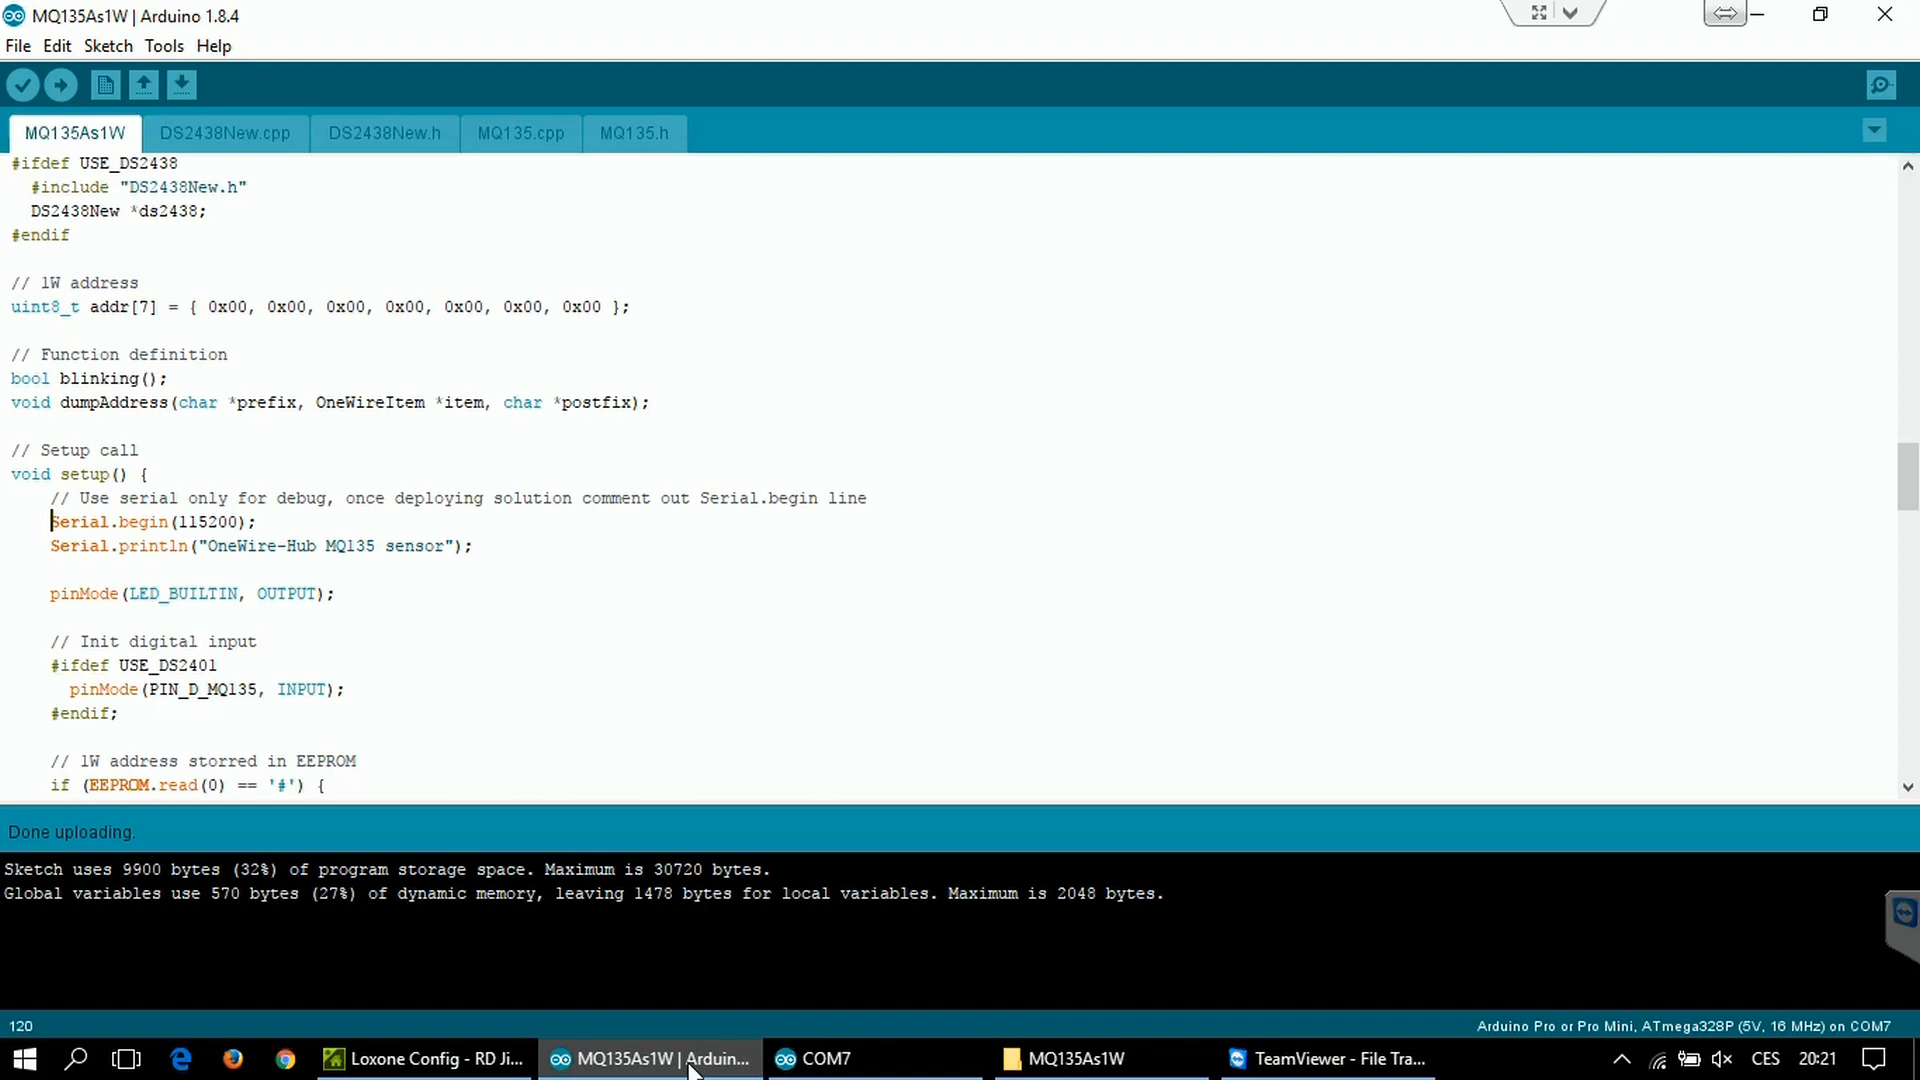 MQ135As1W | Arduino 1.8.4
File Edit Sketch Tools Help
MQ135As1W DS2438New.cpp DS2438New.h MQ135.cpp MQ135.h
#ifdef USE_DS2438
#include "DS2438New.h"
DS2438New *ds2438;
#endif
// 1W address
uint8_t addr[7] = { 0x00, 0x00, 0x00, 0x00, 0x00, 0x00, 0x00 };
// Function definition
bool blinking();
void dumpAddress(char *prefix, OneWireItem *item, char *postfix);
// Setup call
void setup() {
// Use serial only for debug, once deploying solution comment out Serial.begin line
Serial.begin(115200);
Serial.println("OneWire-Hub MQ135 sensor");
pinMode(LED_BUILTIN, OUTPUT);
// Init digital input
#ifdef USE_DS2401
pinMode(PIN_D_MQ135, INPUT);
#endif;
// 1W address storred in EEPROM
if (EEPROM.read(0) == '#') {
Done uploading.
Sketch uses 9900 bytes (32%) of program storage space. Maximum is 30720 bytes.
Global variables use 570 bytes (27%) of dynamic memory, leaving 1478 bytes for local variables. Maximum is 2048 bytes.
120 Arduino Pro or Pro Mini, ATmega328P (5V, 16 MHz) on COM7
Loxone Config - RD Ji... MQ135As1W | Arduin... COM7 MQ135As1W TeamViewer - File Tra... CES 20:21